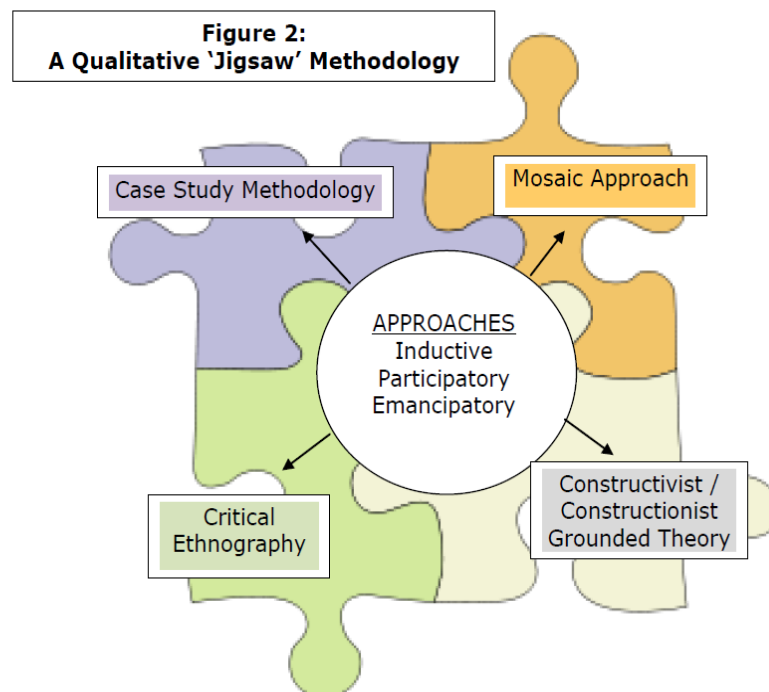 Figure 2:
A Qualitative ‘Jigsaw’ Methodology
Case Study Methodology
Mosaic Approach
APPROACHES
Inductive
Participatory
Emancipatory
Critical
Ethnography
Constructivist /
Constructionist
Grounded Theory